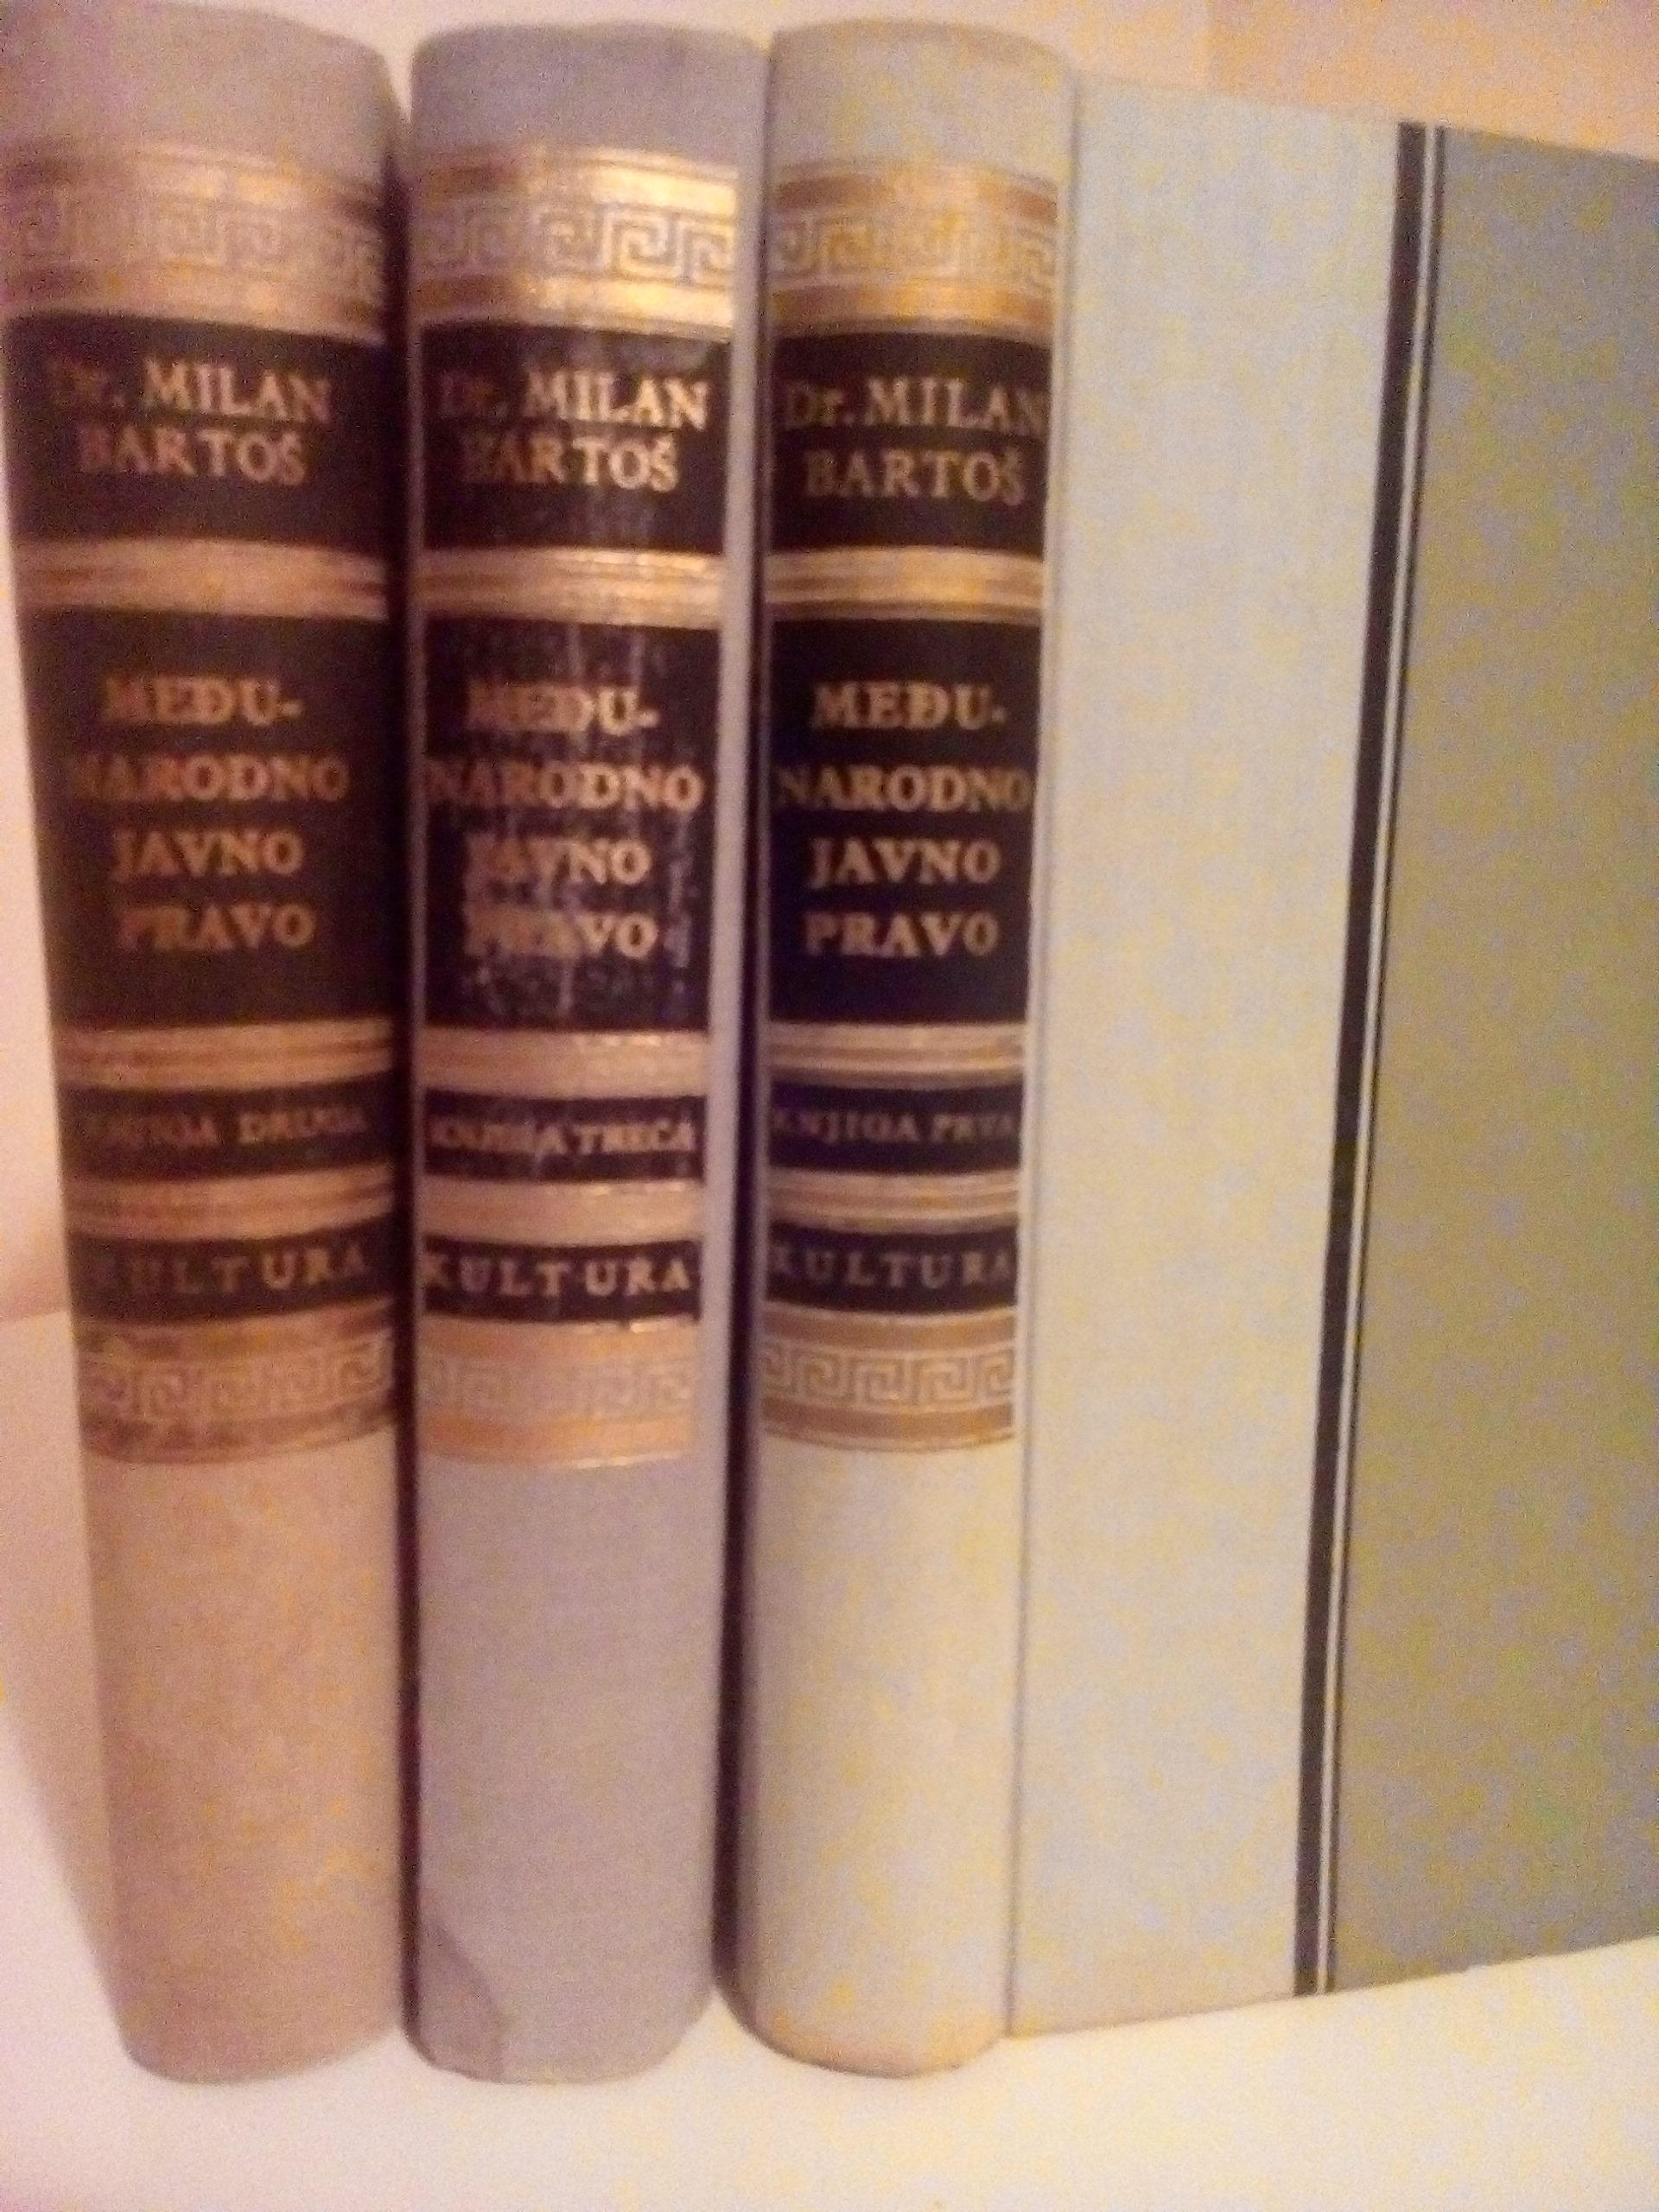 Dr. MILAN
BARTOŠ
MEĐU-
NARODNO
JAVNO
PRAVO
KNJIGA DRUGA
KULTURA
Dr. MILAN
BARTOŠ
MEĐU-
NARODNO
JAVNO
PRAVO
KNJIGA TREĆA
KULTURA
Dr. MILAN
BARTOŠ
MEĐU-
NARODNO
JAVNO
PRAVO
KNJIGA PRVA
KULTURA